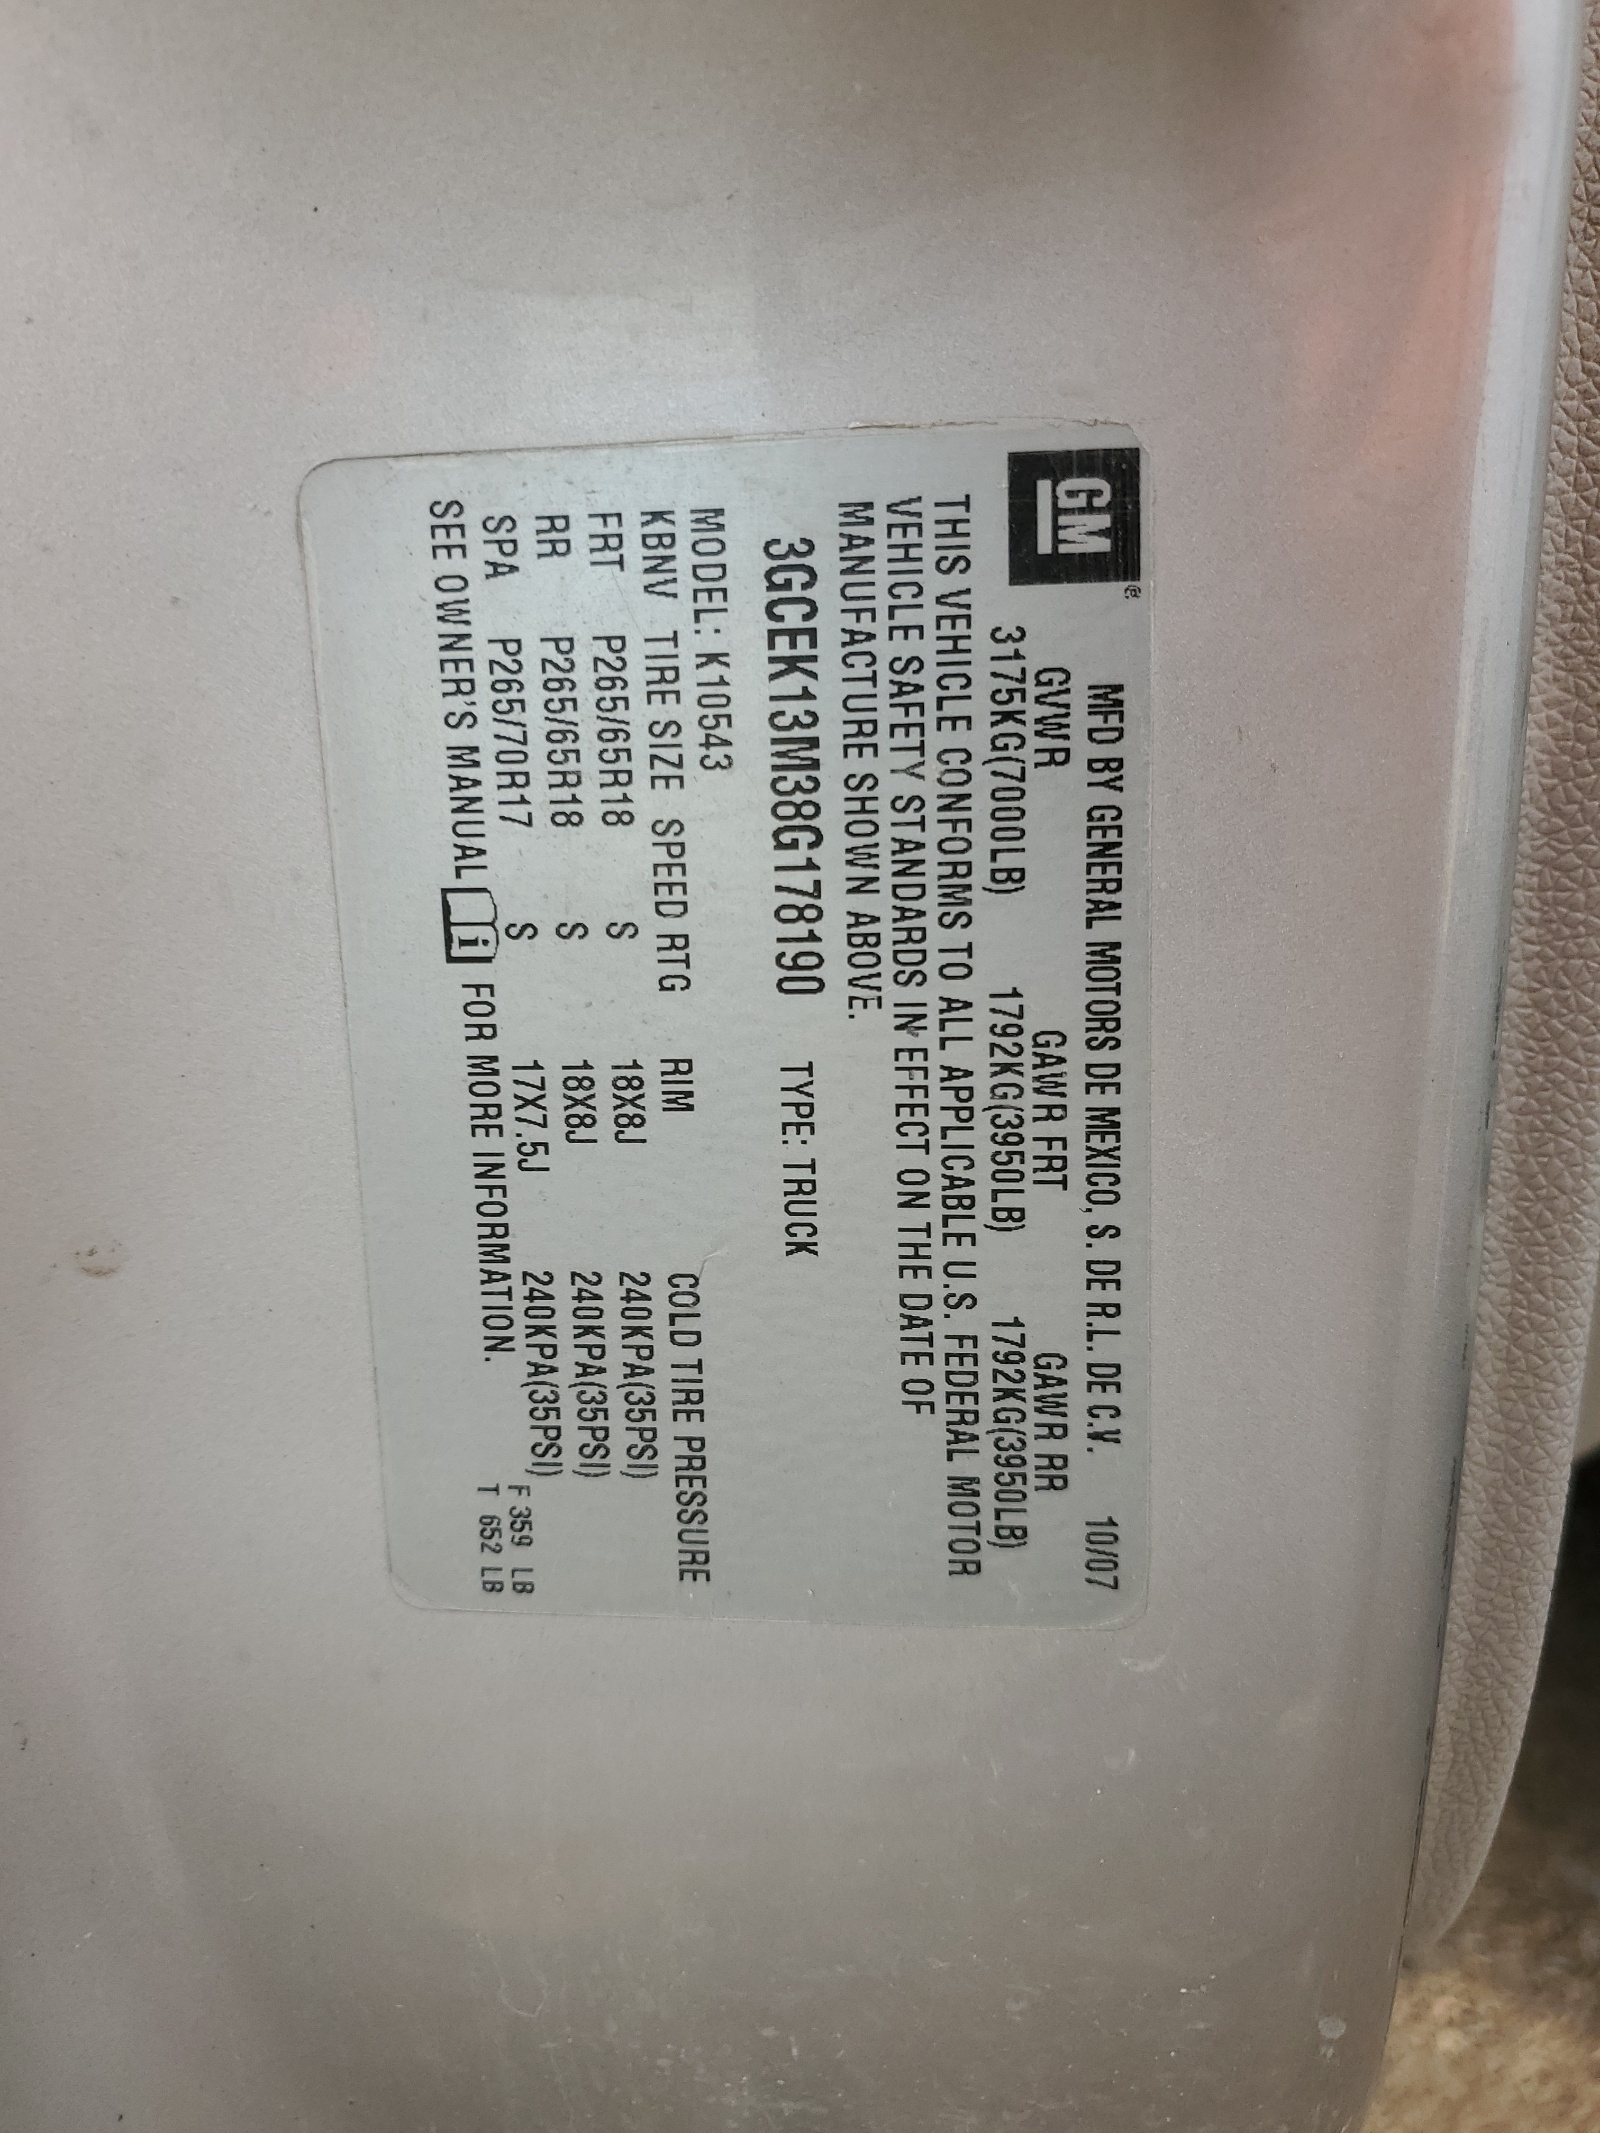 GM®
MFD BY GENERAL MOTORS DE MEXICO, S. DE R.L. DE C.V. 10/07
GVWR GAWR FRT GAWR RR
3175KG(7000LB) 1792KG(3950LB) 1792KG(3950LB)
THIS VEHICLE CONFORMS TO ALL APPLICABLE U.S. FEDERAL MOTOR
VEHICLE SAFETY STANDARDS IN EFFECT ON THE DATE OF
MANUFACTURE SHOWN ABOVE.
3GCEK13M38G178190 TYPE: TRUCK
MODEL: K10543
KBNV TIRE SIZE SPEED RTG RIM COLD TIRE PRESSURE
FRT P265/65R18 S 18X8J 240KPA(35PSI)
RR P265/65R18 S 18X8J 240KPA(35PSI)
SPA P265/70R17 S 17X7.5J 240KPA(35PSI) F 359 LB
SEE OWNER'S MANUAL i FOR MORE INFORMATION. T 652 LB